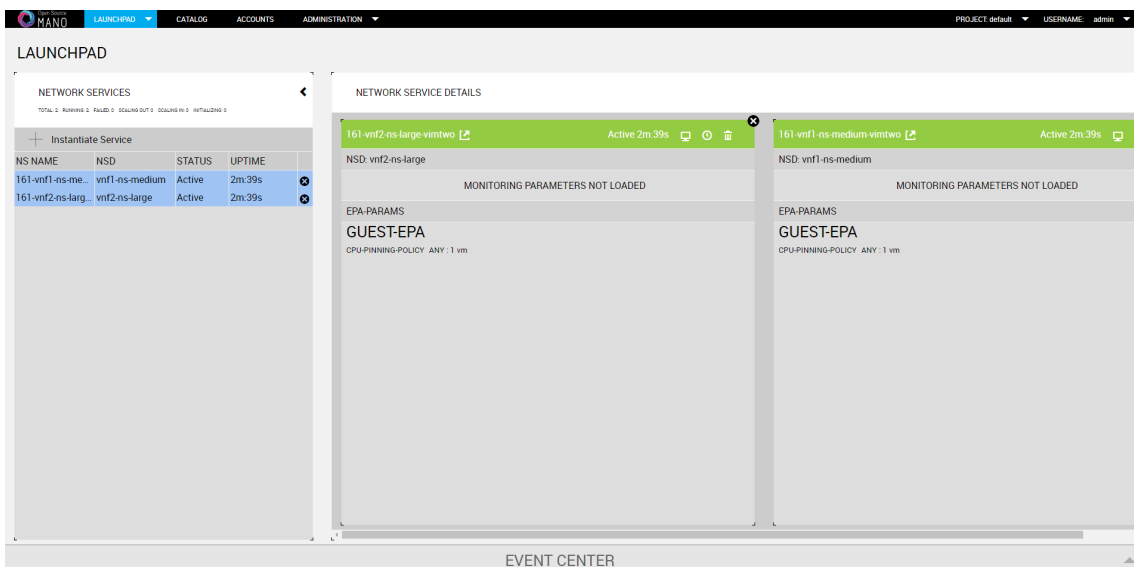 Open Source
MANO
LAUNCHPAD
CATALOG
ACCOUNTS
ADMINISTRATION
PROJECT: default
USERNAME: admin
LAUNCHPAD
NETWORK SERVICES
TOTAL: 2 RUNNING: 2 FAILED: 0 SCALING OUT: 0 SCALING IN: 0 INITIALIZING: 0
Instantiate Service
NS NAME NSD STATUS UPTIME
161-vnf1-ns-me... vnf1-ns-medium Active 2m:39s
161-vnf2-ns-larg... vnf2-ns-large Active 2m:39s
NETWORK SERVICE DETAILS
161-vnf2-ns-large-vimtwo Active 2m:39s
NSD: vnf2-ns-large
MONITORING PARAMETERS NOT LOADED
EPA-PARAMS
GUEST-EPA
CPU-PINNING-POLICY ANY : 1 vm
161-vnf1-ns-medium-vimtwo Active 2m:39s
NSD: vnf1-ns-medium
MONITORING PARAMETERS NOT LOADED
EPA-PARAMS
GUEST-EPA
CPU-PINNING-POLICY ANY : 1 vm
EVENT CENTER